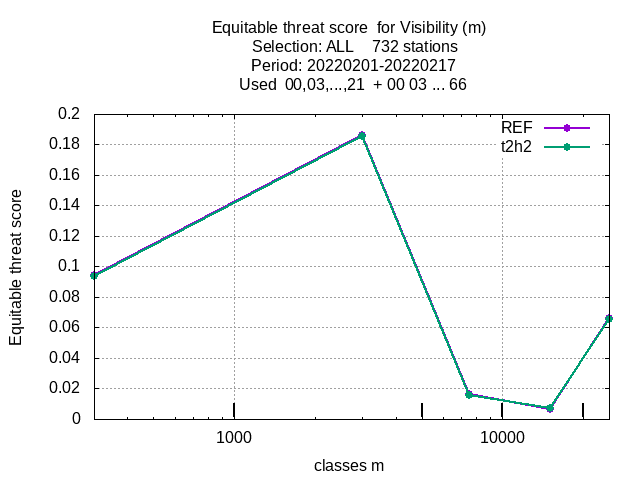 Equitable threat score  for Visibility (m)
Selection: ALL    732 stations
Period: 20220201-20220217
Used  00,03,...,21  + 00 03 ... 66
REF
t2h2
0.2
0.18
0.16
0.14
0.12
0.1
0.08
0.06
0.04
0.02
0
Equitable threat score
1000
10000
classes m